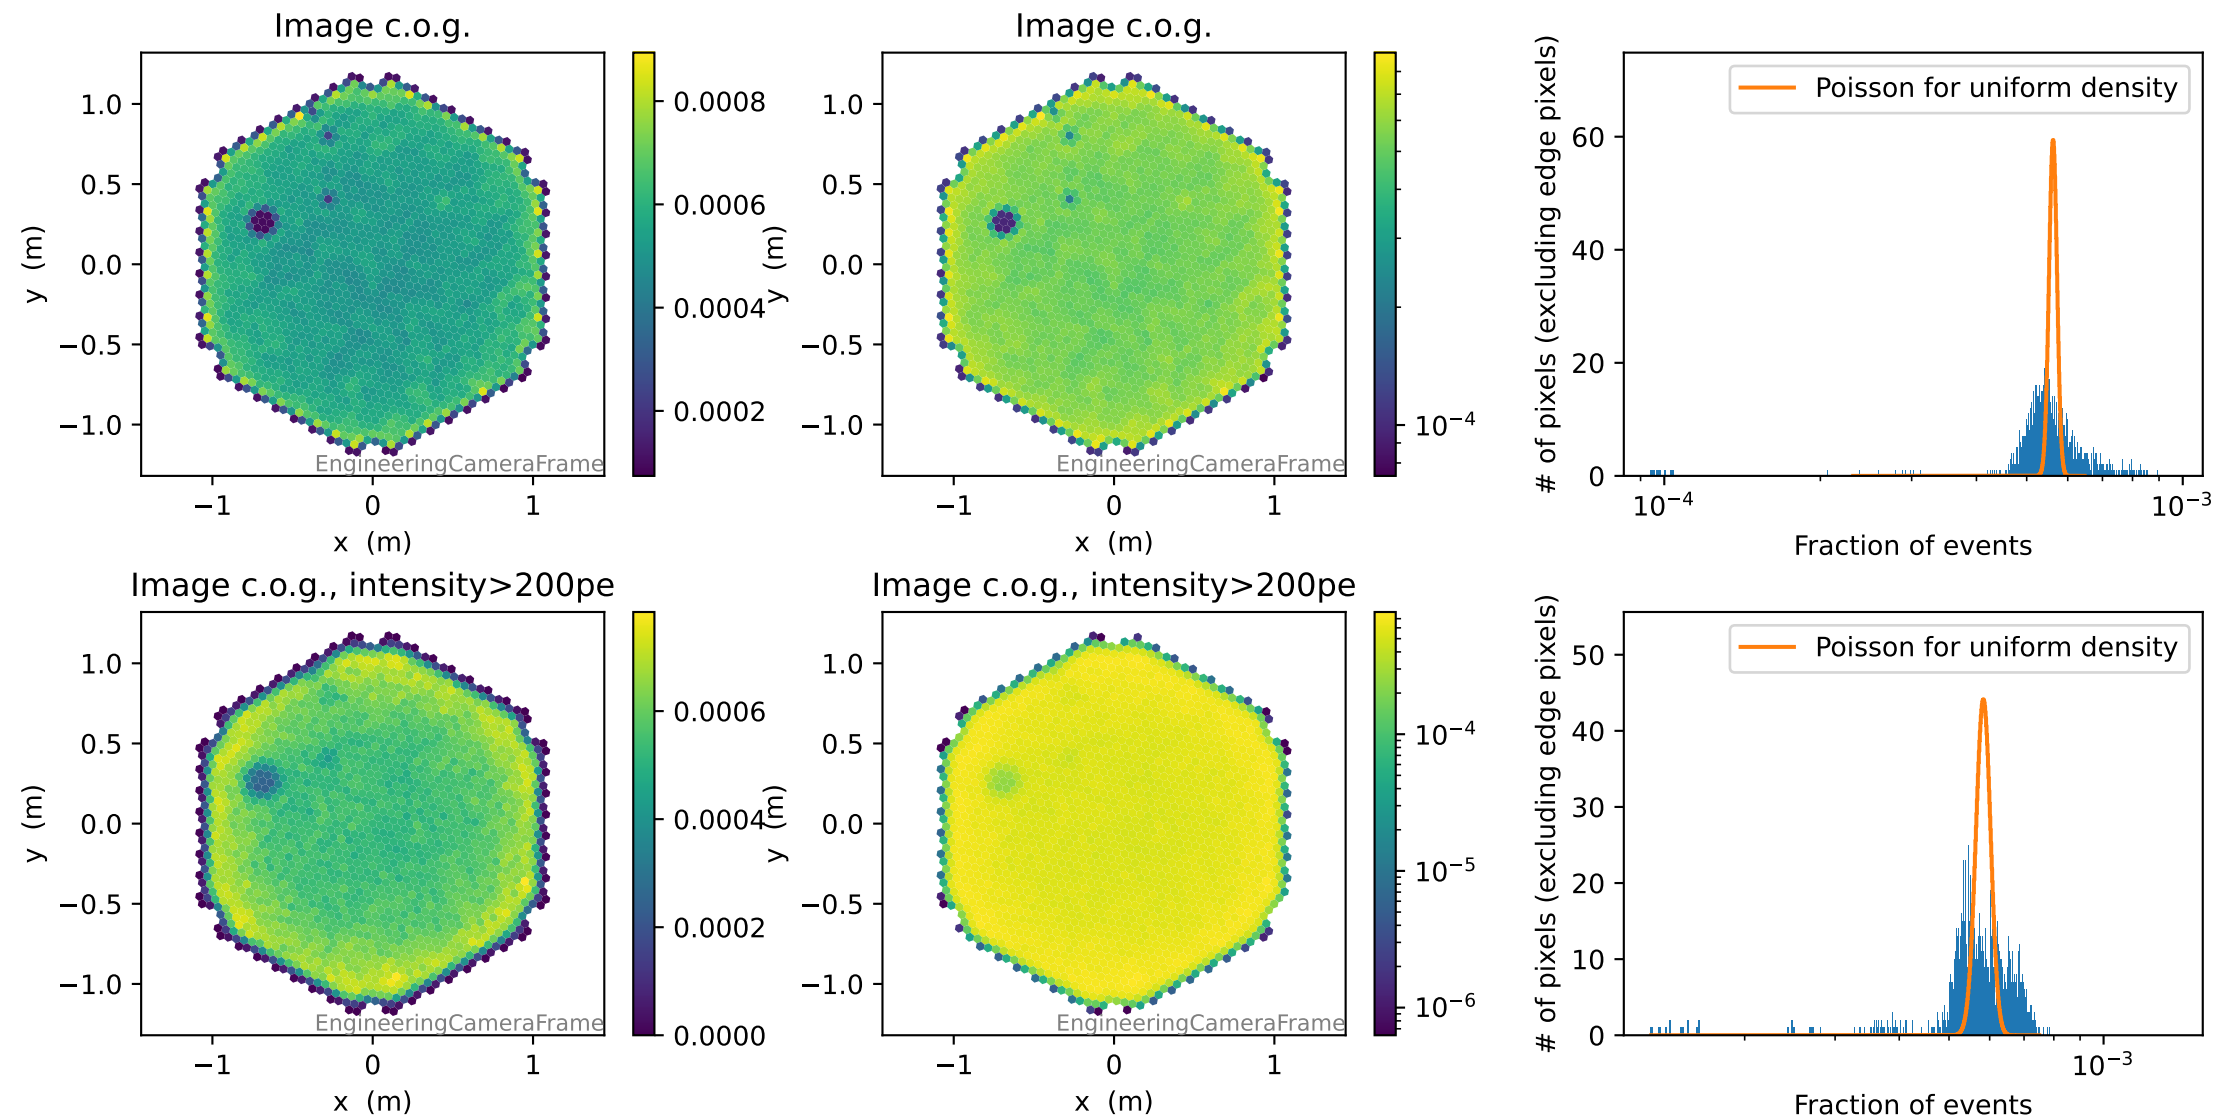 Image c.o.g.
1.0
0.5
0.0
−0.5
−1.0
y (m)
−1
0
1
x (m)
EngineeringCameraFrame
0.0008
0.0006
0.0004
0.0002
Image c.o.g.
1.0
0.5
0.0
−0.5
−1.0
y (m)
−1
0
1
x (m)
EngineeringCameraFrame
10⁻⁴
# of pixels (excluding edge pixels)
60
40
20
0
Poisson for uniform density
10⁻⁴
10⁻³
Fraction of events
Image c.o.g., intensity>200pe
1.0
0.5
0.0
−0.5
−1.0
y (m)
−1
0
1
x (m)
EngineeringCameraFrame
0.0006
0.0004
0.0002
0.0000
Image c.o.g., intensity>200pe
1.0
0.5
0.0
−0.5
−1.0
y (m)
−1
0
1
x (m)
EngineeringCameraFrame
10⁻⁴
10⁻⁵
10⁻⁶
# of pixels (excluding edge pixels)
50
40
30
20
10
0
Poisson for uniform density
10⁻³
Fraction of events